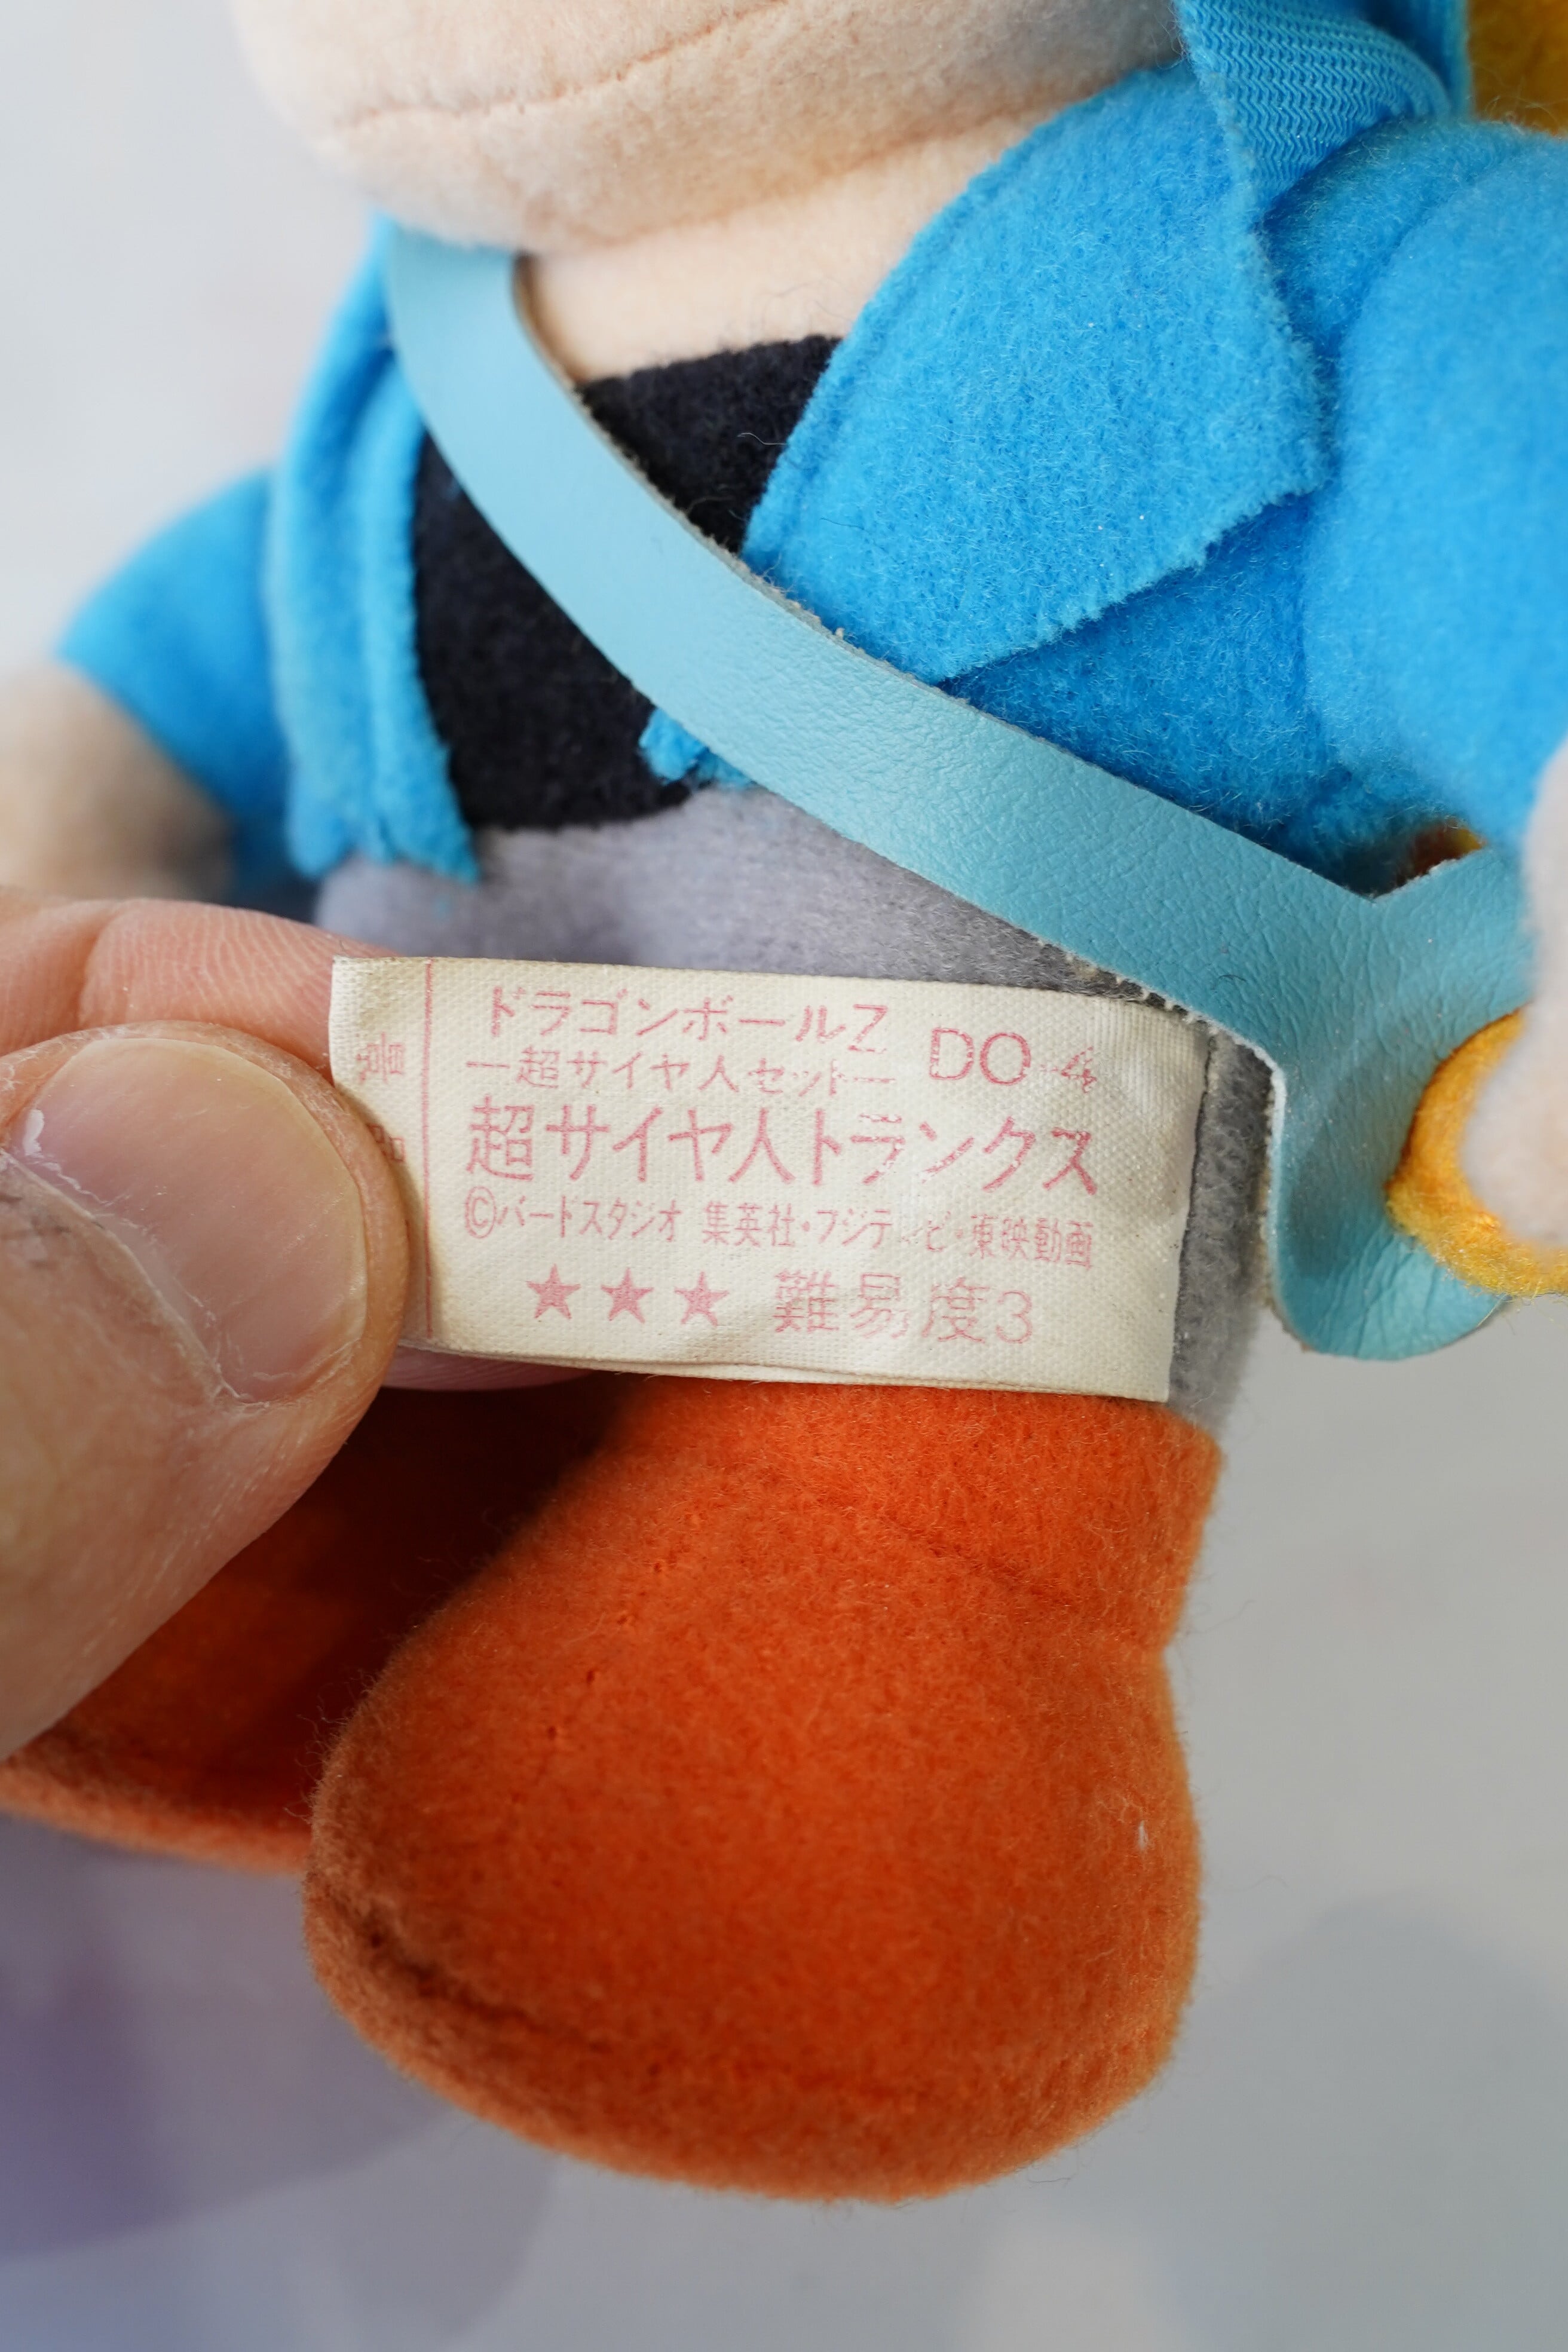 ドラゴンボールZ DO-4
―超サイヤ人セット―
超サイヤ人トランクス
©バードスタジオ 集英社・フジテレビ・東映動画
★★★ 難易度3